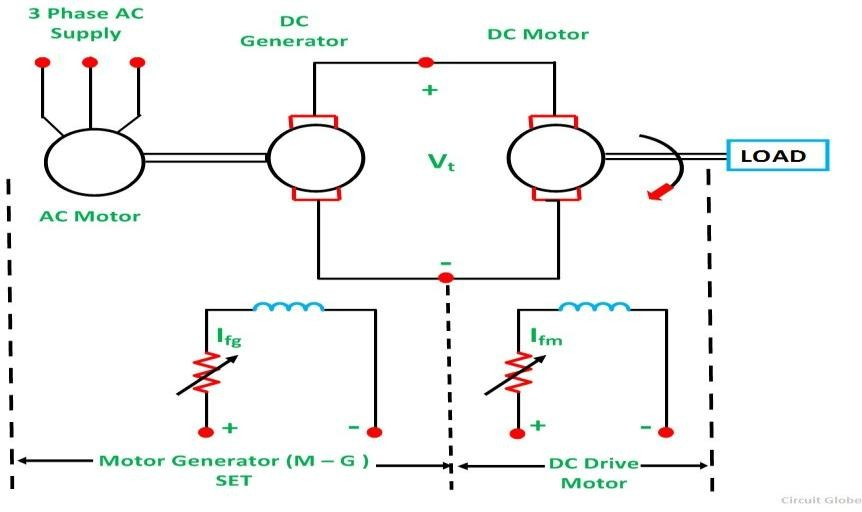 3 Phase AC
Supply
DC
Generator
DC Motor
+
Vt
LOAD
AC Motor
-
Ifg
Ifm
+
-
+
-
Motor Generator (M – G )
SET
DC Drive
Motor
Circuit Globe